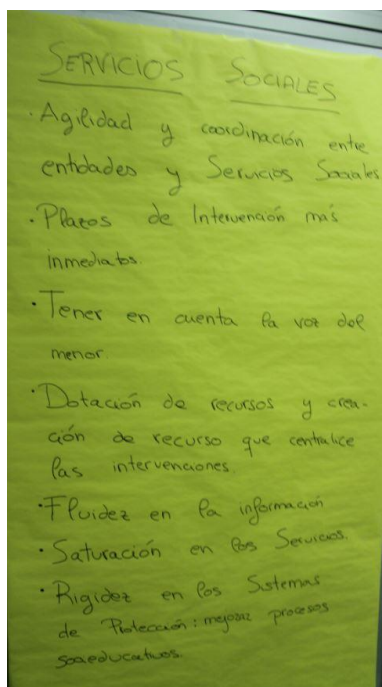 SERVICIOS SOCIALES
· Agilidad y coordinación entre
entidades y Servicios Sociales
· Plazos de Intervención más
inmediatos.
· Tener en cuenta la voz del
menor
· Dotación de recursos y crea-
ción de recurso que centralice
las intervenciones.
· Fluidez en la información
· Saturación en los Servicios.
· Rigidez en los Sistemas
de Protección: mejorar procesos
socioeducativos.